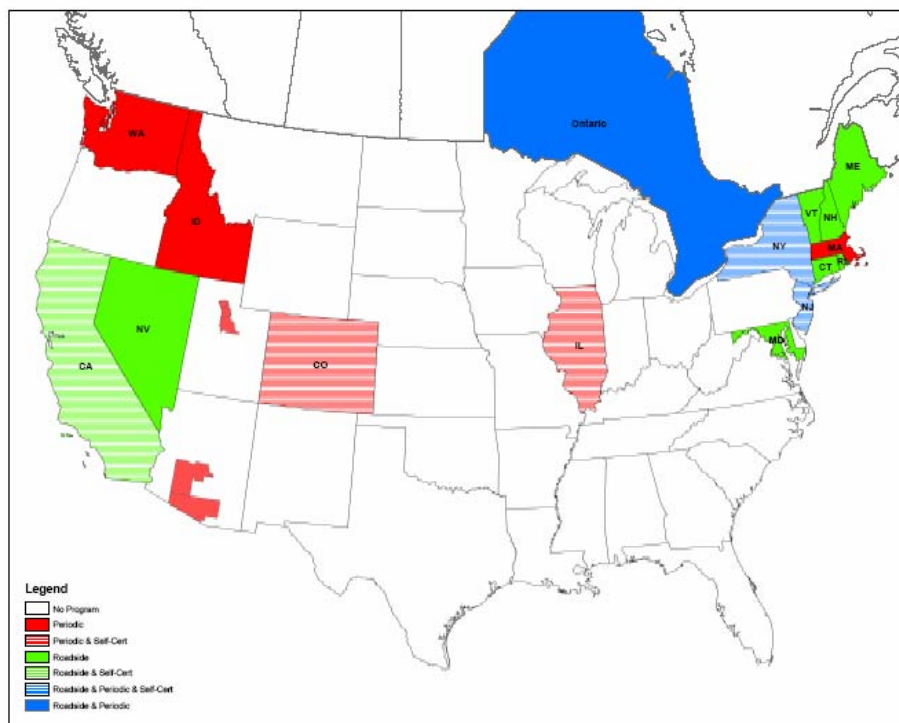 Ontario
WA
ME
ID
VT
NH
NY
MA
CT
RI
NJ
NV
IL
MD
CO
CA
Legend
No Program
Periodic
Periodic & Self-Cert
Roadside
Roadside & Self-Cert
Roadside & Periodic & Self-Cert
Roadside & Periodic